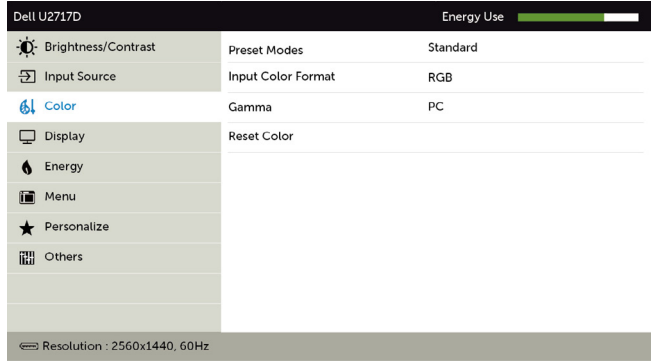 Dell U2717D Energy Use
Brightness/Contrast Preset Modes Standard
Input Source Input Color Format RGB
Color Gamma PC
Display Reset Color
Energy
Menu
Personalize
Others
Resolution : 2560x1440, 60Hz